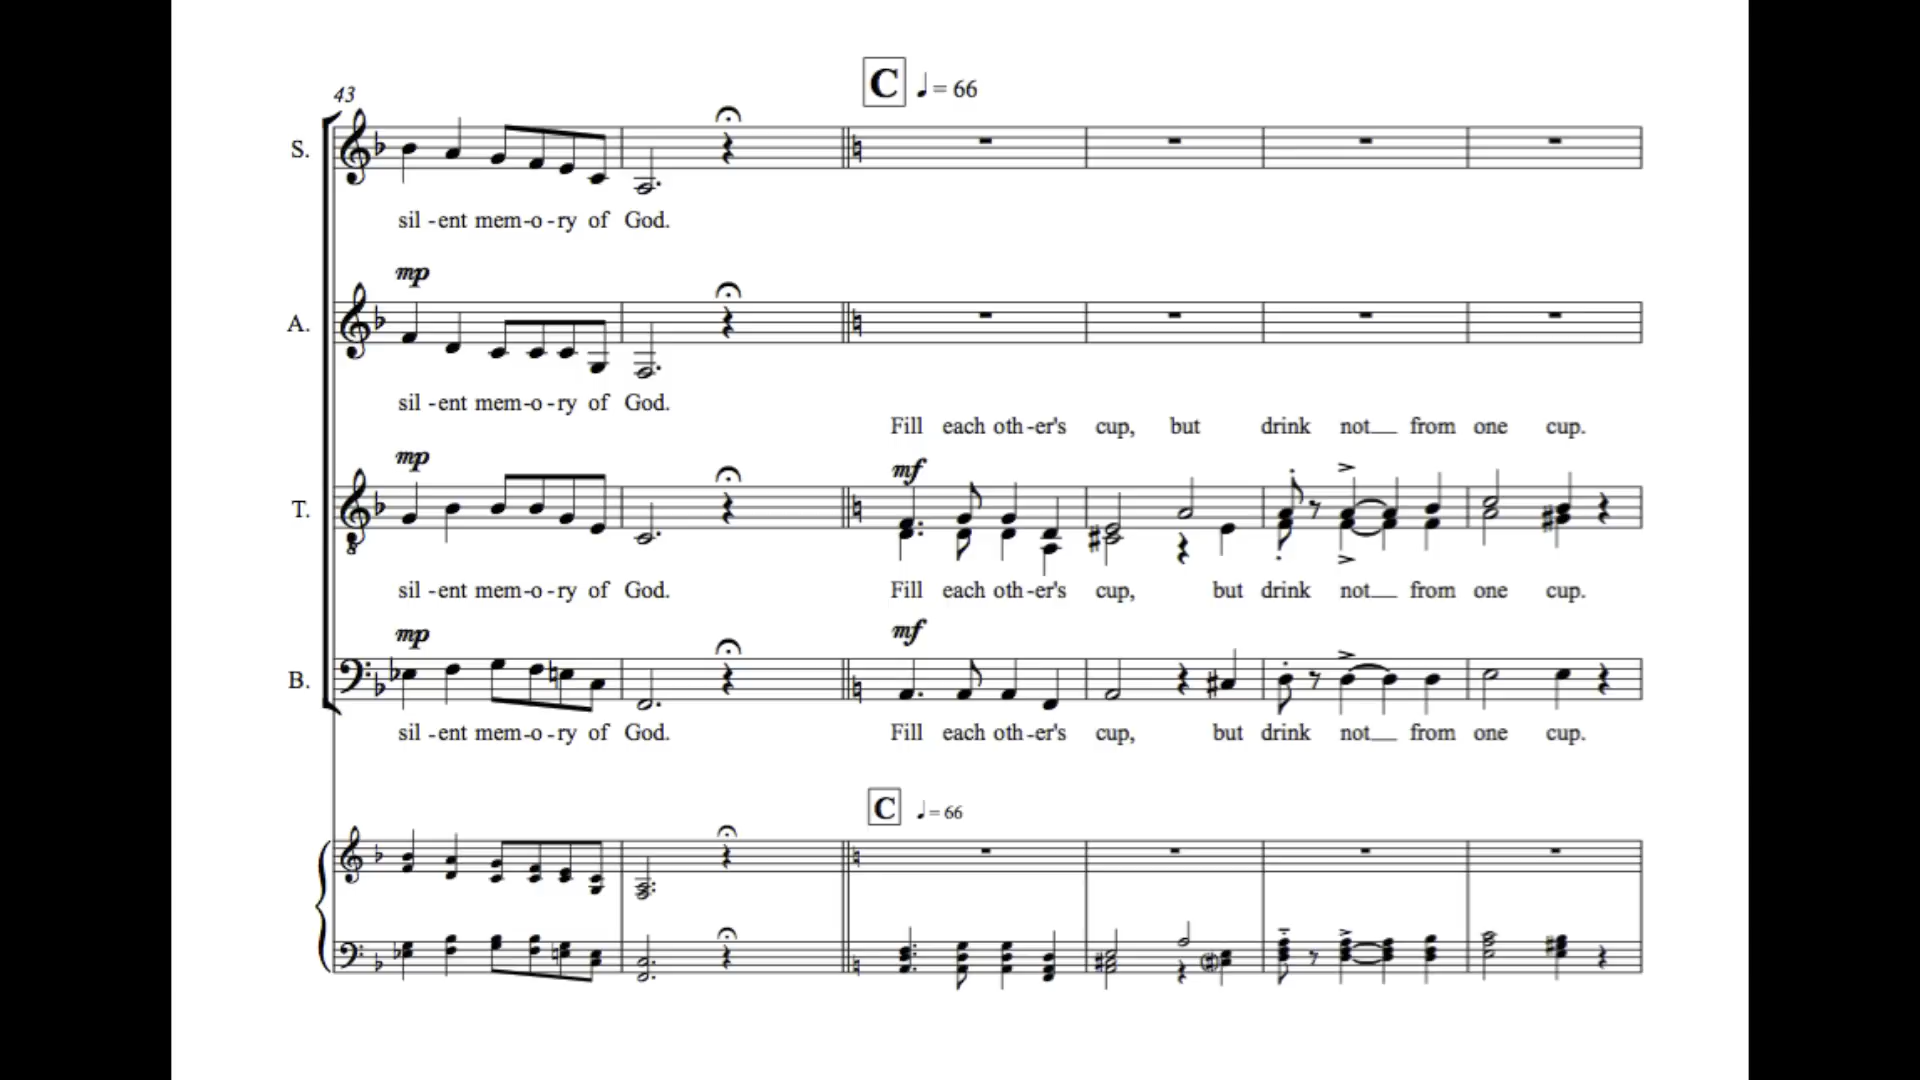 C ♩ = 66
43
S.
sil - ent mem - o - ry of God.
mp
A.
sil - ent mem - o - ry of God.
Fill each oth - er's cup, but drink not from one cup.
mp mf
T.
sil - ent mem - o - ry of God. Fill each oth - er's cup, but drink not from one cup.
mp mf
B.
sil - ent mem - o - ry of God. Fill each oth - er's cup, but drink not from one cup.
C ♩ = 66